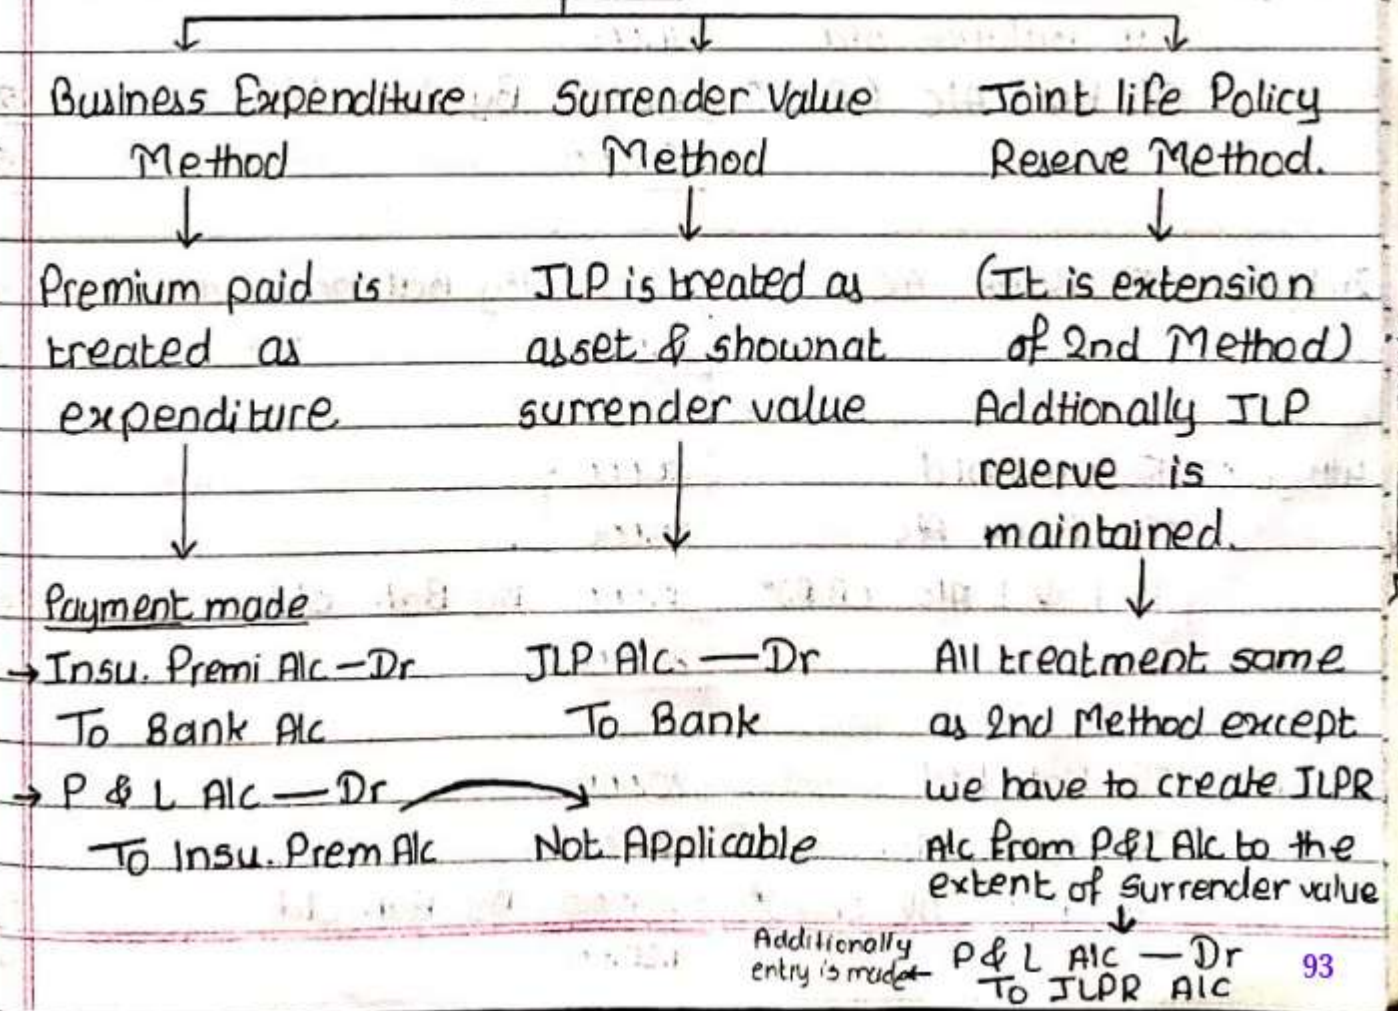 Business Expenditure
Method
Premium paid is
treated as
expenditure
Payment made
→ Insu. Premi A/c – Dr
To Bank A/c
→ P & L A/c — Dr
To Insu. Prem A/c
Surrender Value
Method
JLP is treated as
asset & shownat
surrender value
JLP A/c. — Dr
To Bank
Not Applicable
Joint life Policy
Reserve Method.
(It is extension
of 2nd Method)
Addtionally JLP
reserve is
maintained.
All treatment same
as 2nd Method except
we have to create JLPR
A/c from P&L A/c to the
extent of surrender value
Additionally
entry is made
P & L A/c — Dr
To JLPR A/c
93